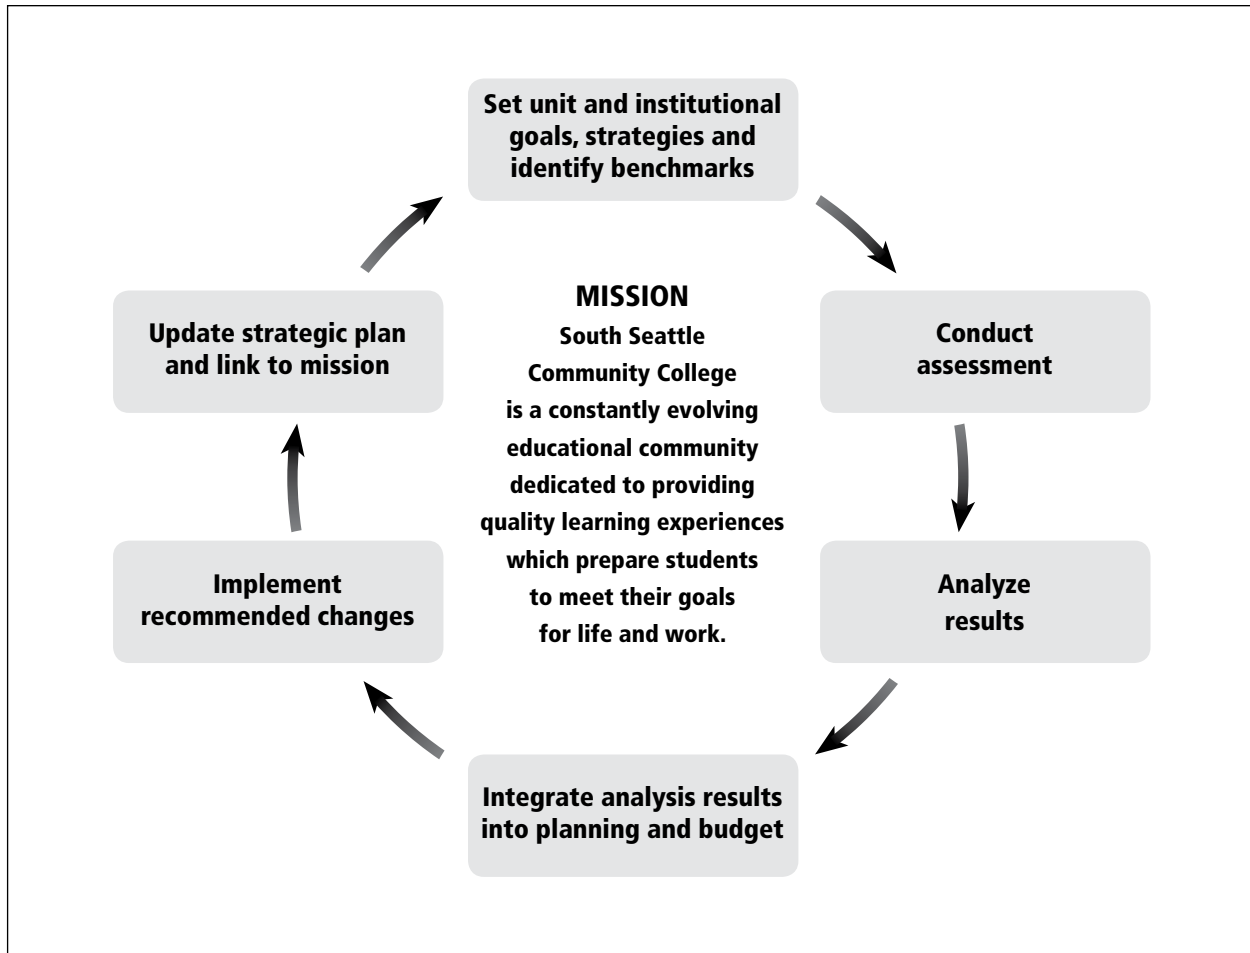 Set unit and institutional
goals, strategies and
identify benchmarks
Conduct
assessment
Analyze
results
Integrate analysis results
into planning and budget
Implement
recommended changes
Update strategic plan
and link to mission
MISSION
South Seattle
Community College
is a constantly evolving
educational community
dedicated to providing
quality learning experiences
which prepare students
to meet their goals
for life and work.